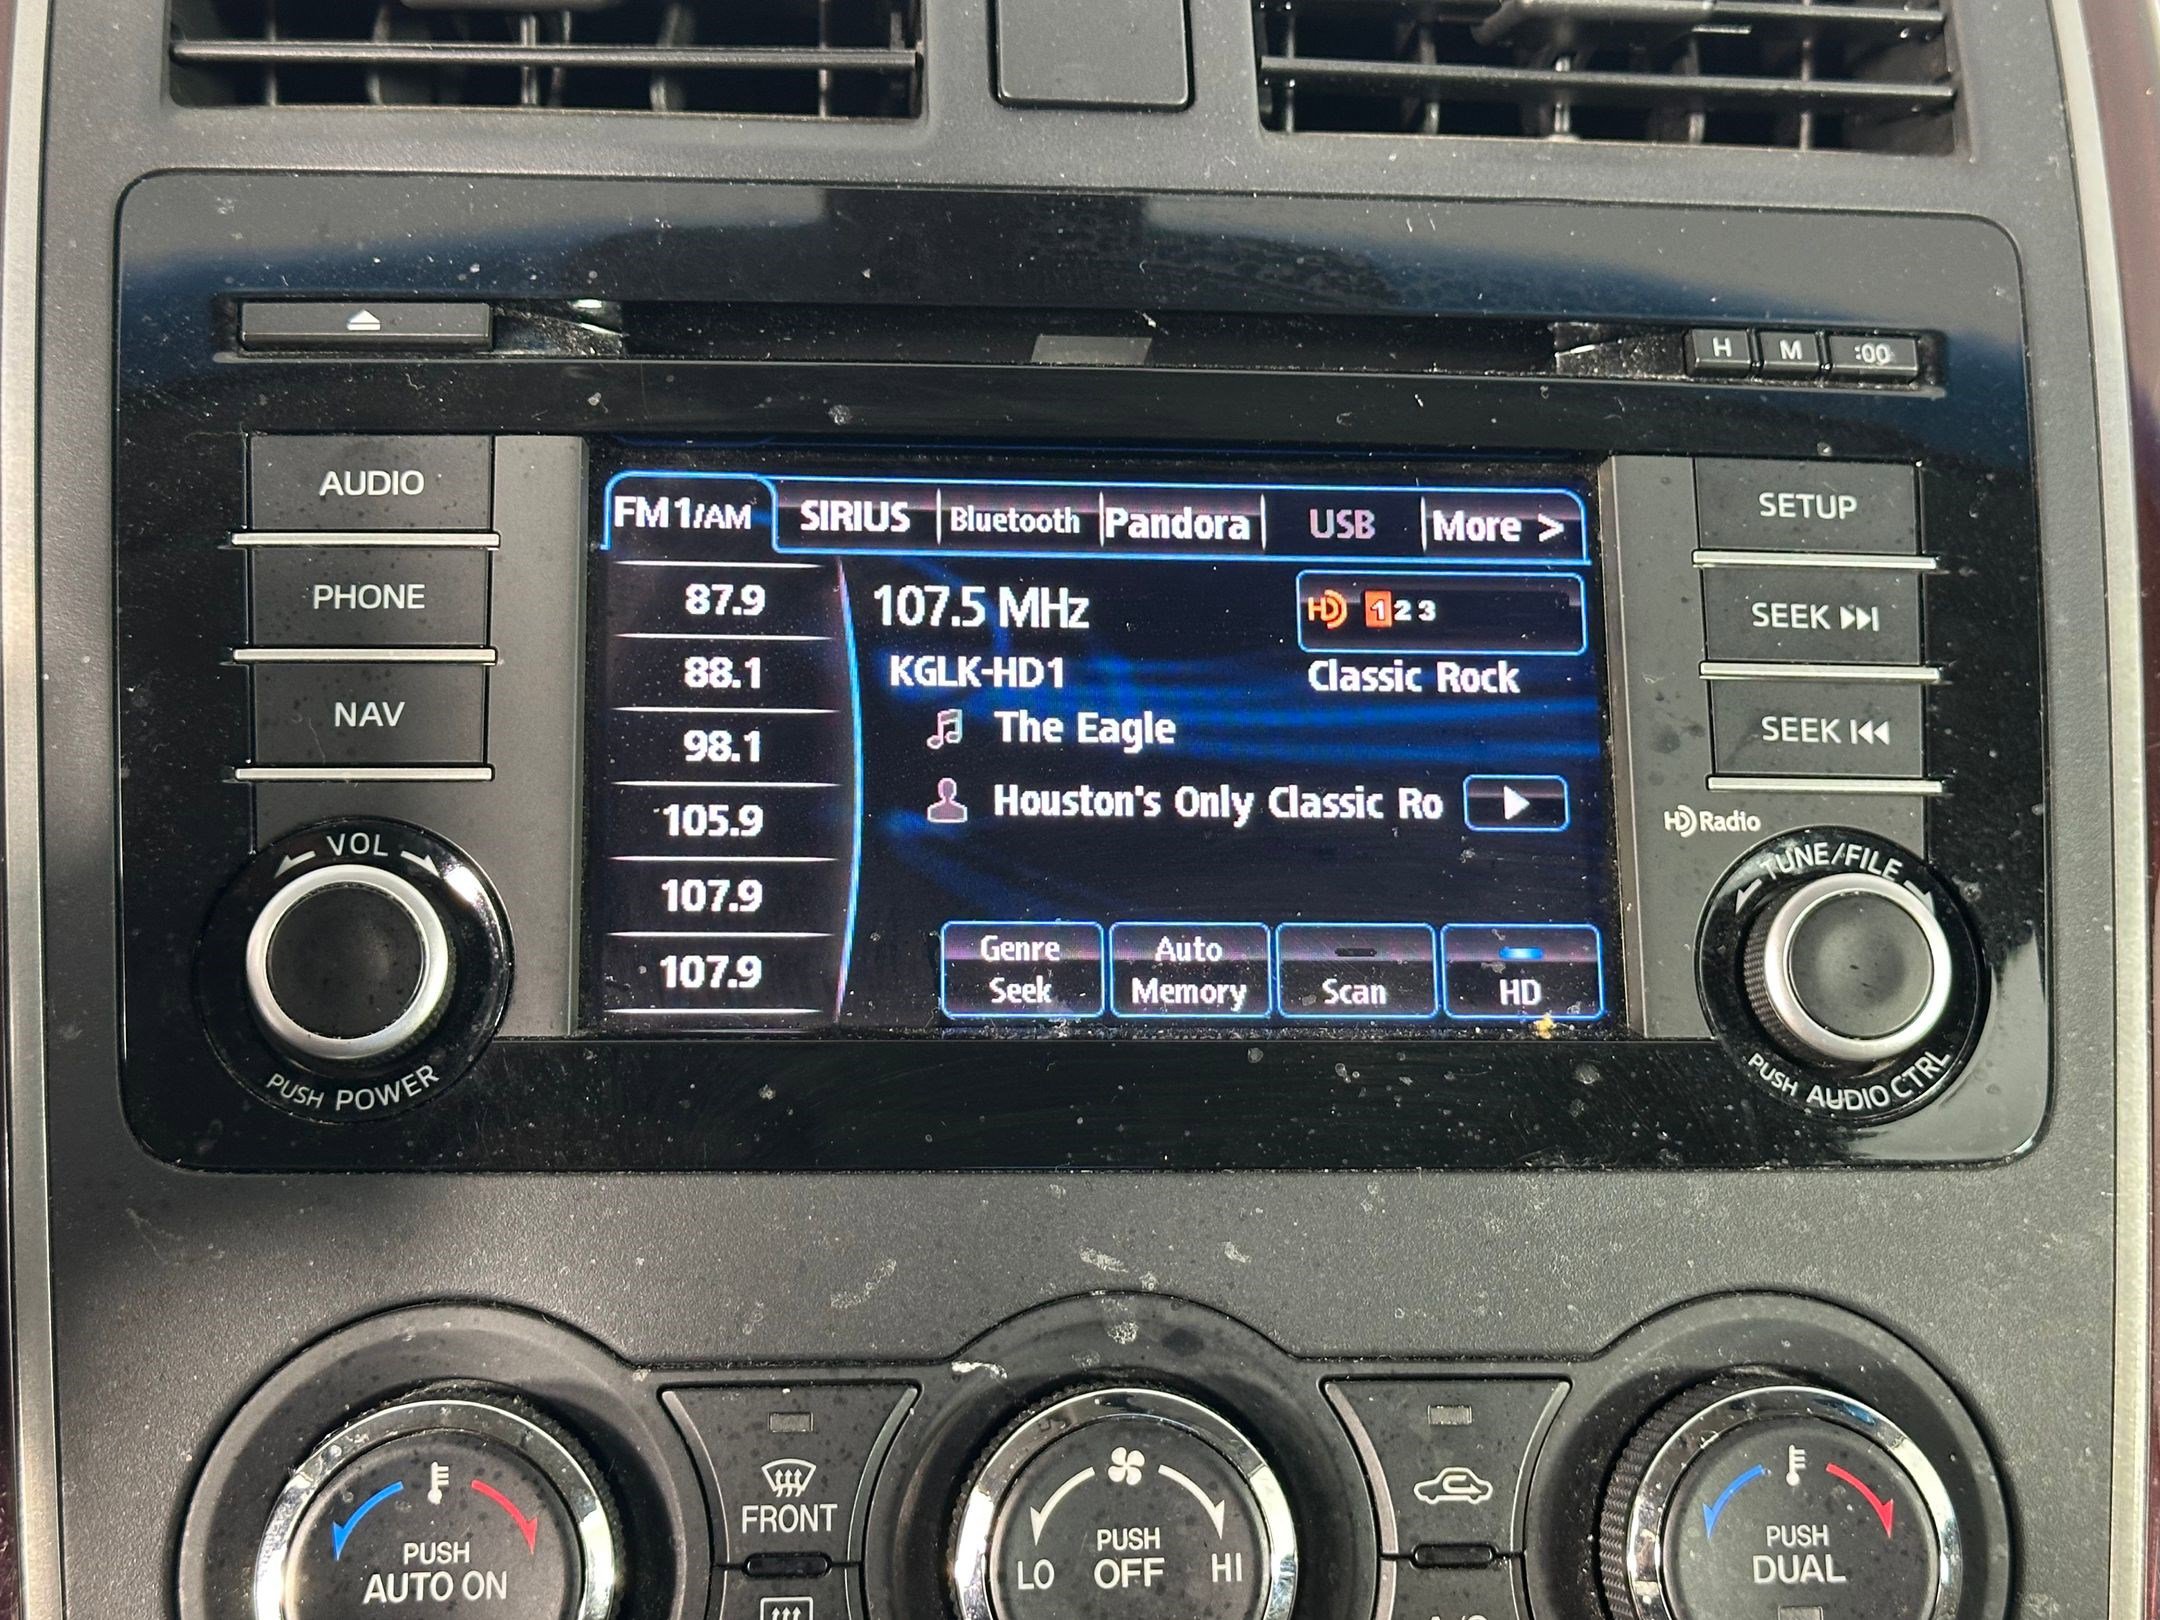 H M :00
AUDIO
PHONE
NAV
VOL
PUSH POWER
FM1/AM SIRIUS Bluetooth Pandora USB More >
87.9
88.1
98.1
105.9
107.9
107.9
107.5 MHz
HD 1 2 3
KGLK-HD1
Classic Rock
The Eagle
Houston's Only Classic Ro
Genre Seek
Auto Memory
Scan
HD
SETUP
SEEK
SEEK
HD Radio
TUNE/FILE
PUSH AUDIO CTRL
PUSH
AUTO ON
FRONT
LO PUSH OFF HI
PUSH
DUAL